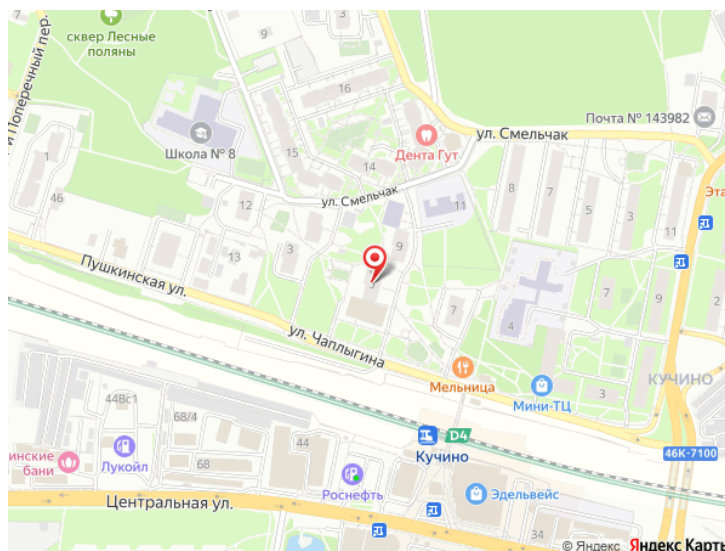 7
сквер Лесные
поляны
й Поперечный пер.
9
16
Почта № 143982
ул. Смельчак
Школа № 8
Дента Гут
1
15
14
8
7
5
3
Эта
46
12
ул. Смельчак
11
11
13
3
9
Пушкинская ул.
5
7
4
9
2
ул. Чаплыгина
Мельница
Мини-ТЦ
3
КУЧИНО
44Вс1
68/4
44
D4
Кучино
46К-7100
инские
бани
Лукойл
68
Роснефть
Эдельвейс
Центральная ул.
34
© Яндекс Яндекс Карты